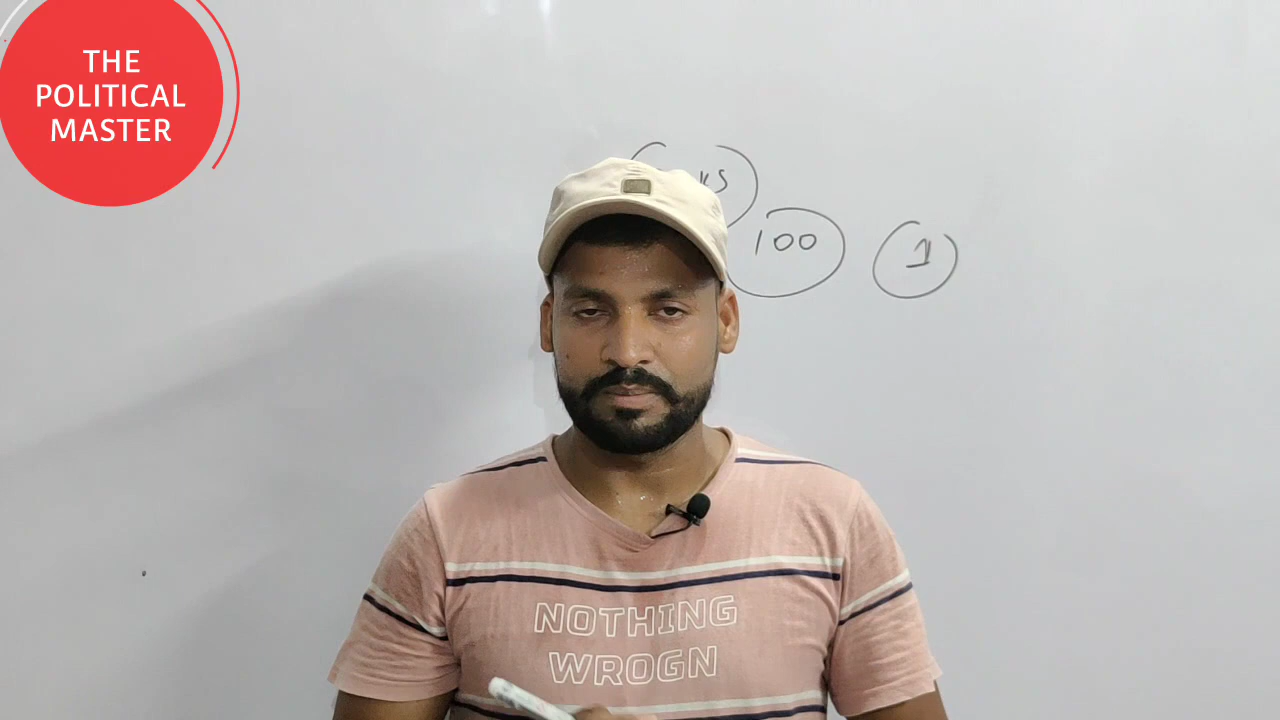 THE
POLITICAL
MASTER
100
1
NOTHING
WROGN